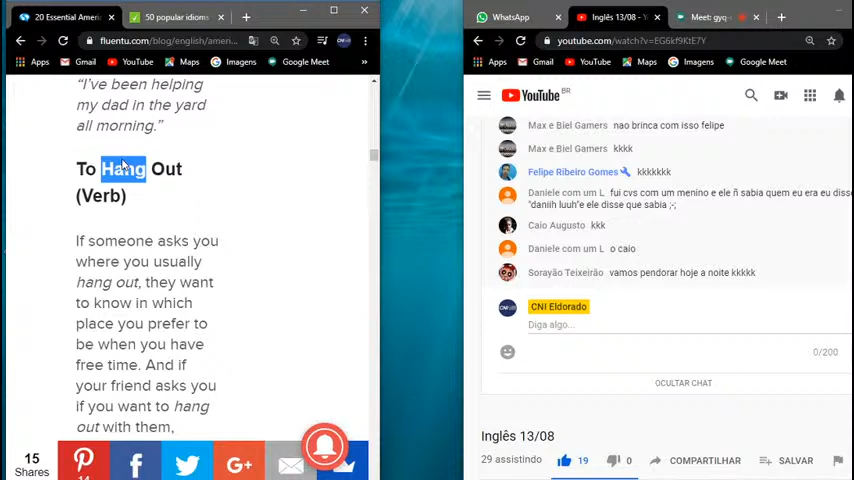 20 Essential America
50 popular idioms
fluentu.com/blog/english/ameri...
Apps
Gmail
YouTube
Maps
Imagens
Google Meet
"I've been helping
my dad in the yard
all morning."
To Hang Out
(Verb)
If someone asks you
where you usually
hang out, they want
to know in which
place you prefer to
be when you have
free time. And if
your friend asks you
if you want to hang
out with them,
15
Shares
14
WhatsApp
Inglês 13/08 - Y
Meet: gyq
youtube.com/watch?v=EG6kf9KtE7Y
Apps
Gmail
YouTube
Maps
Imagens
Google Meet
YouTube BR
Max e Biel Gamers nao brinca com isso felipe
Max e Biel Gamers kkkk
Felipe Ribeiro Gomes kkkkkkk
Daniele com um L fui cvs com um menino e ele ñ sabia quem eu era eu disse
"daniih luuh"e ele disse que sabia ;-;
Caio Augusto kkk
Daniele com um L o caio
Sorayão Teixeirão vamos pendorar hoje a noite kkkkk
CNI Eldorado
Diga algo...
0/200
OCULTAR CHAT
Inglês 13/08
29 assistindo
19
0
COMPARTILHAR
SALVAR